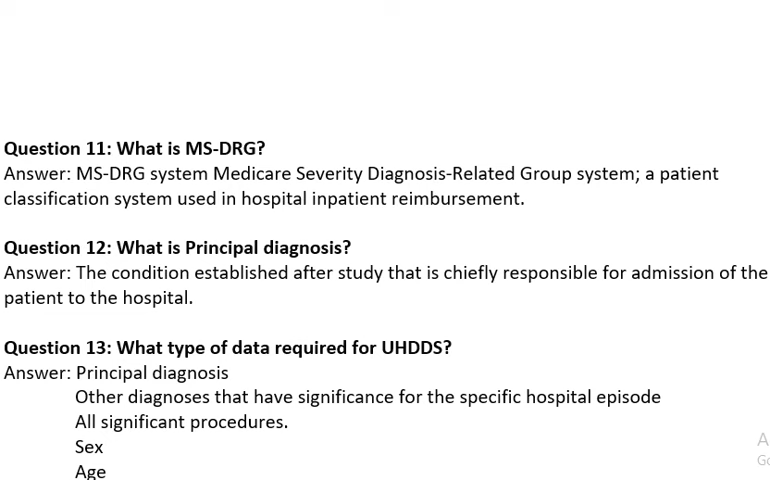 Question 11: What is MS-DRG?
Answer: MS-DRG system Medicare Severity Diagnosis-Related Group system; a patient
classification system used in hospital inpatient reimbursement.
Question 12: What is Principal diagnosis?
Answer: The condition established after study that is chiefly responsible for admission of the
patient to the hospital.
Question 13: What type of data required for UHDDS?
Answer: Principal diagnosis
Other diagnoses that have significance for the specific hospital episode
All significant procedures.
Sex
Age